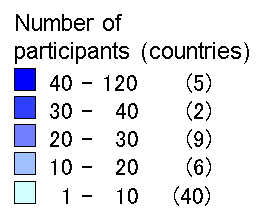 Number of
participants (countries)
40 - 120 (5)
30 - 40 (2)
20 - 30 (9)
10 - 20 (6)
1 - 10 (40)